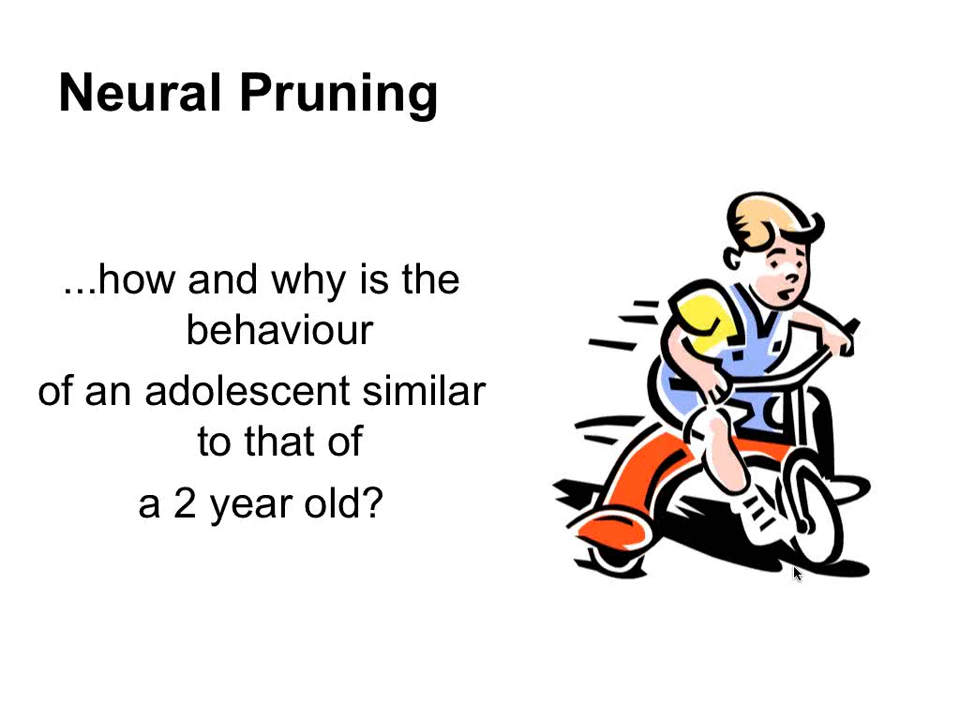 Neural Pruning
...how and why is the
behaviour
of an adolescent similar
to that of
a 2 year old?